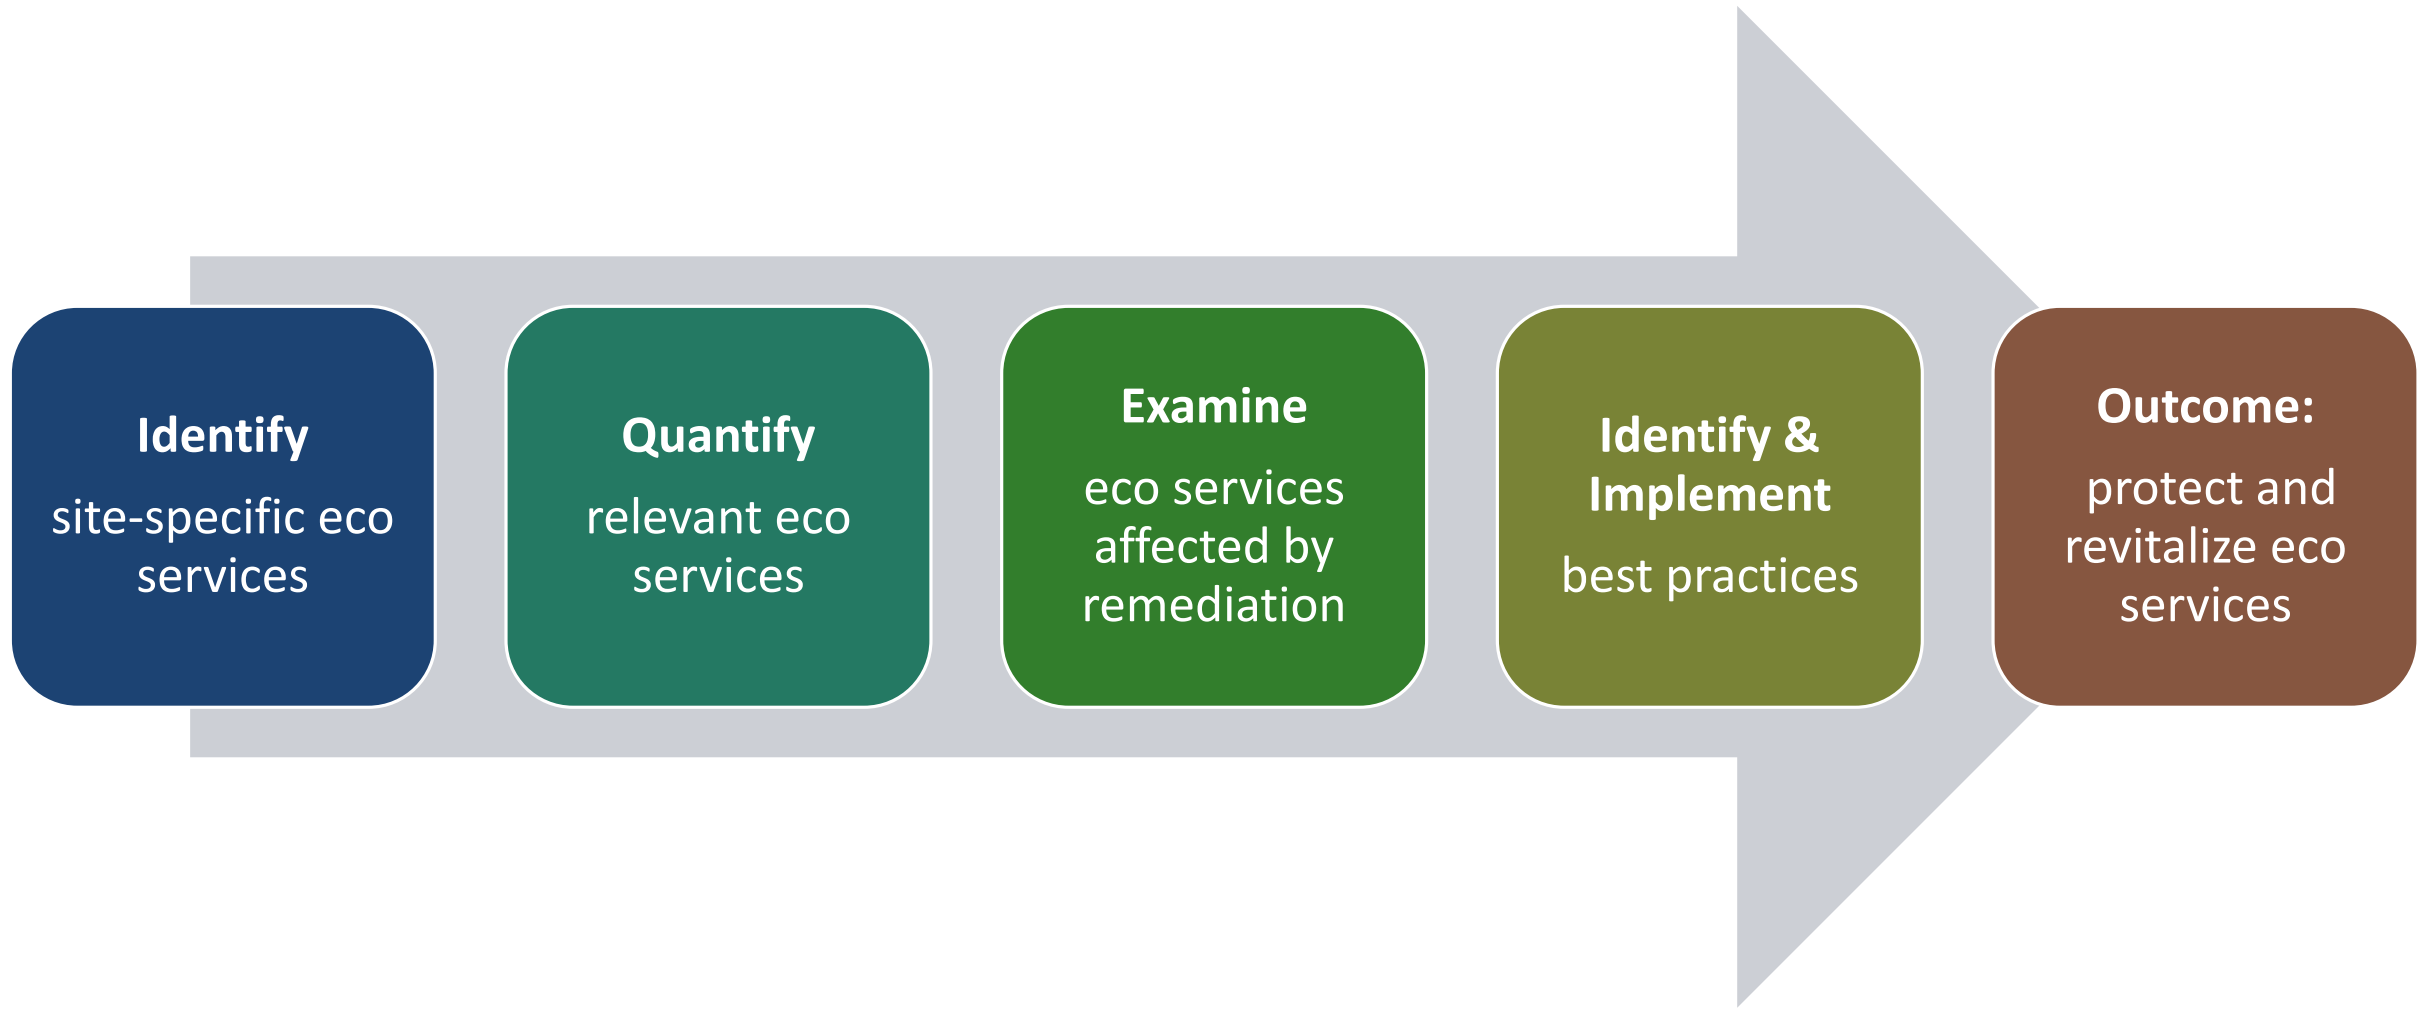 Identify
site-specific eco
services
Quantify
relevant eco
services
Examine
eco services
affected by
remediation
Identify &
Implement
best practices
Outcome:
protect and
revitalize eco
services